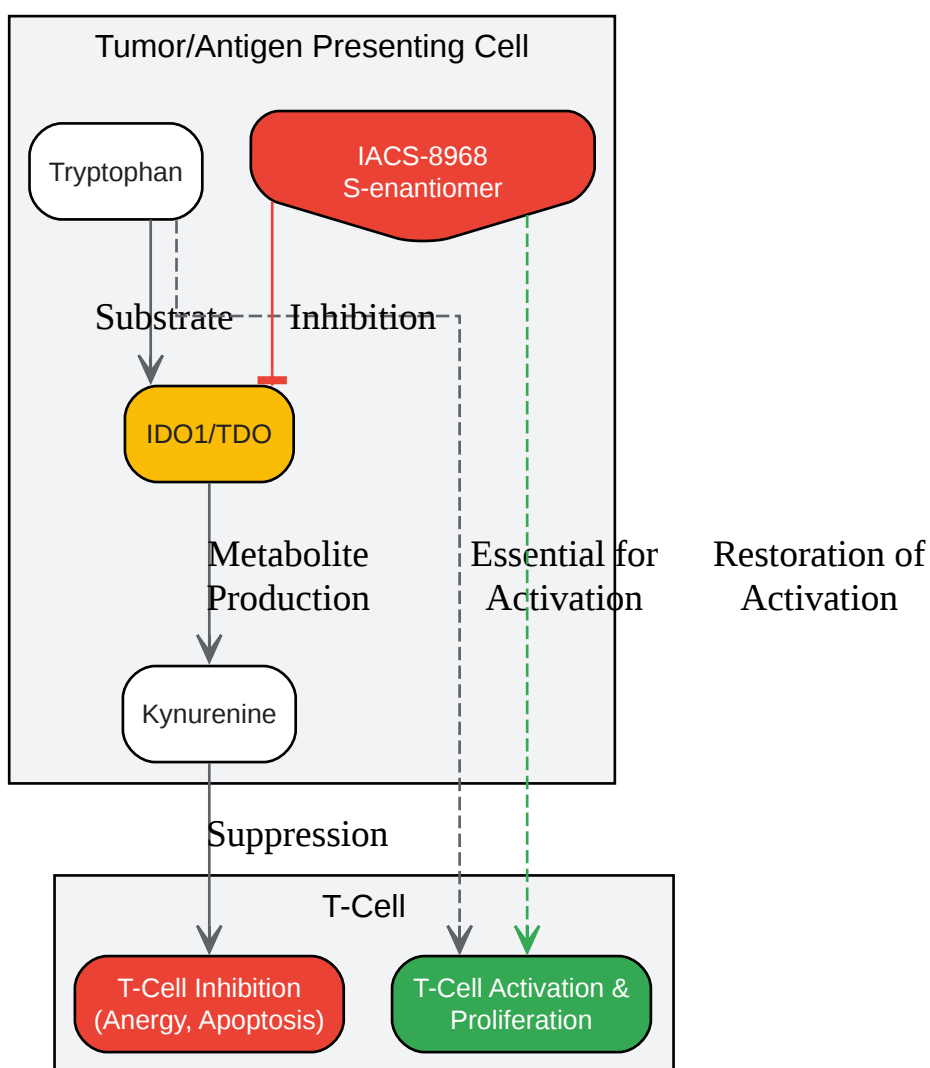 Tumor/Antigen Presenting Cell
Tryptophan
IACS-8968
S-enantiomer
Substrate
Inhibition
IDO1/TDO
Metabolite
Production
Essential for
Activation
Restoration of
Activation
Kynurenine
Suppression
T-Cell
T-Cell Inhibition
(Anergy, Apoptosis)
T-Cell Activation &
Proliferation